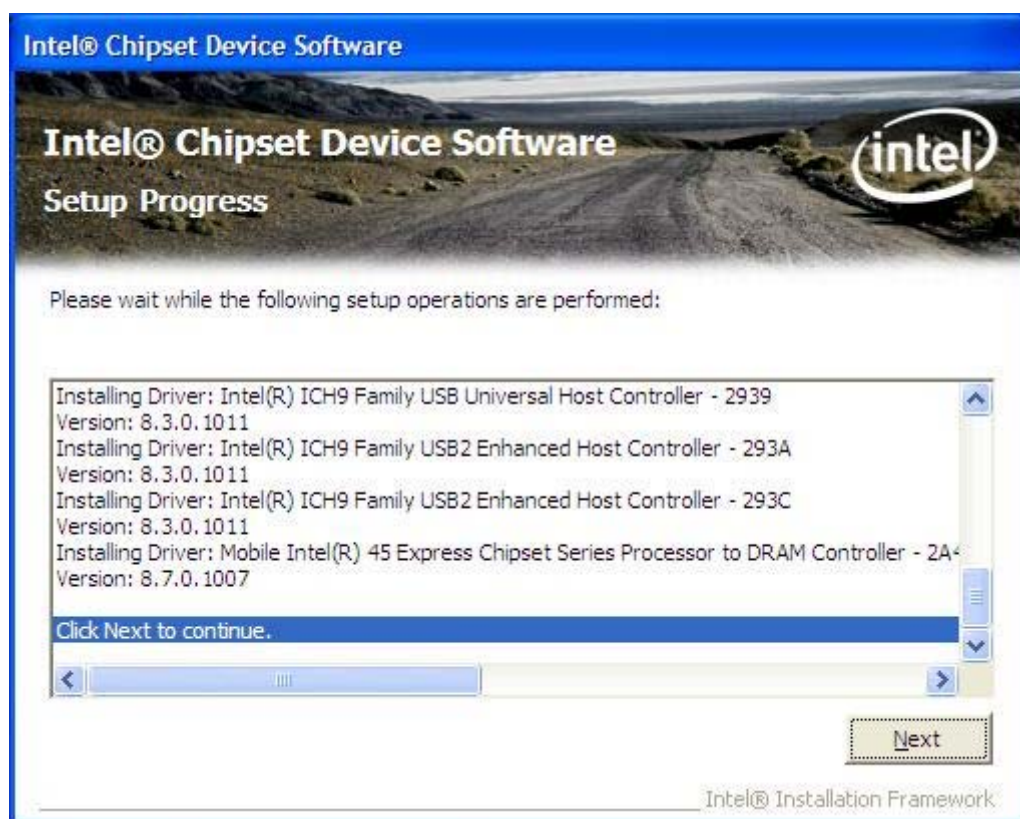 Intel® Chipset Device Software
Intel® Chipset Device Software
intel
Setup Progress
Please wait while the following setup operations are performed:
Installing Driver: Intel(R) ICH9 Family USB Universal Host Controller - 2939
Version: 8.3.0.1011
Installing Driver: Intel(R) ICH9 Family USB2 Enhanced Host Controller - 293A
Version: 8.3.0.1011
Installing Driver: Intel(R) ICH9 Family USB2 Enhanced Host Controller - 293C
Version: 8.3.0.1011
Installing Driver: Mobile Intel(R) 45 Express Chipset Series Processor to DRAM Controller -
Version: 8.7.0.1007
Click Next to continue.
Next
Intel® Installation Framework